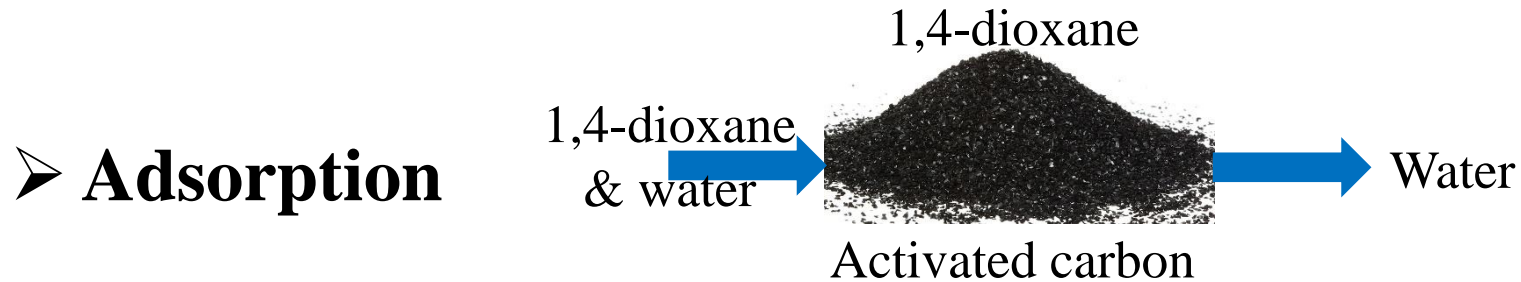 1,4-dioxane
1,4-dioxane
& water
➢ Adsorption
Water
Activated carbon